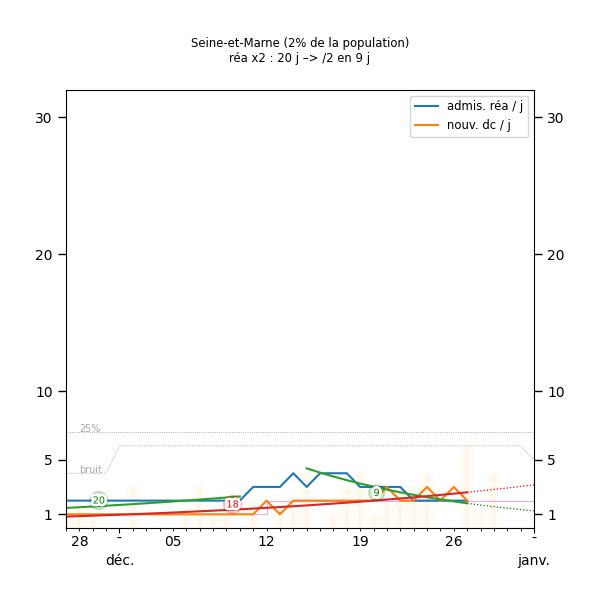 Seine-et-Marne (2% de la population)
réa x2 : 20 j –> /2 en 9 j
admis. réa / j
nouv. dc / j
30 30
20 20
10 10
25%
5 5
bruit
20 18 9
1 1
28 - 05 12 19 26 -
déc. janv.